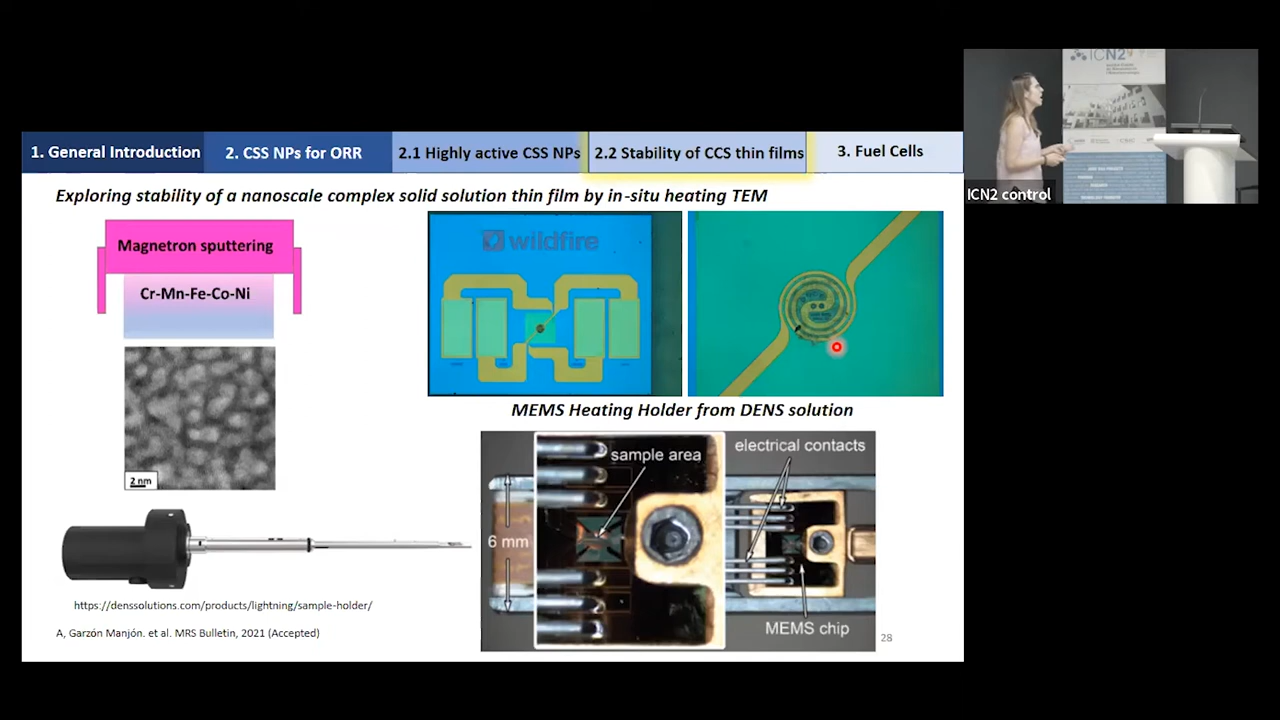 1. General Introduction
2. CSS NPs for ORR
2.1 Highly active CSS NPs
2.2 Stability of CCS thin films
3. Fuel Cells
Exploring stability of a nanoscale complex solid solution thin film by in-situ heating TEM
Magnetron sputtering
Cr-Mn-Fe-Co-Ni
2 nm
wildfire
MEMS Heating Holder from DENS solution
sample area
electrical contacts
6 mm
MEMS chip
https://denssolutions.com/products/lightning/sample-holder/
A, Garzón Manjón. et al. MRS Bulletin, 2021 (Accepted)
28
ICN2
ICN2 control